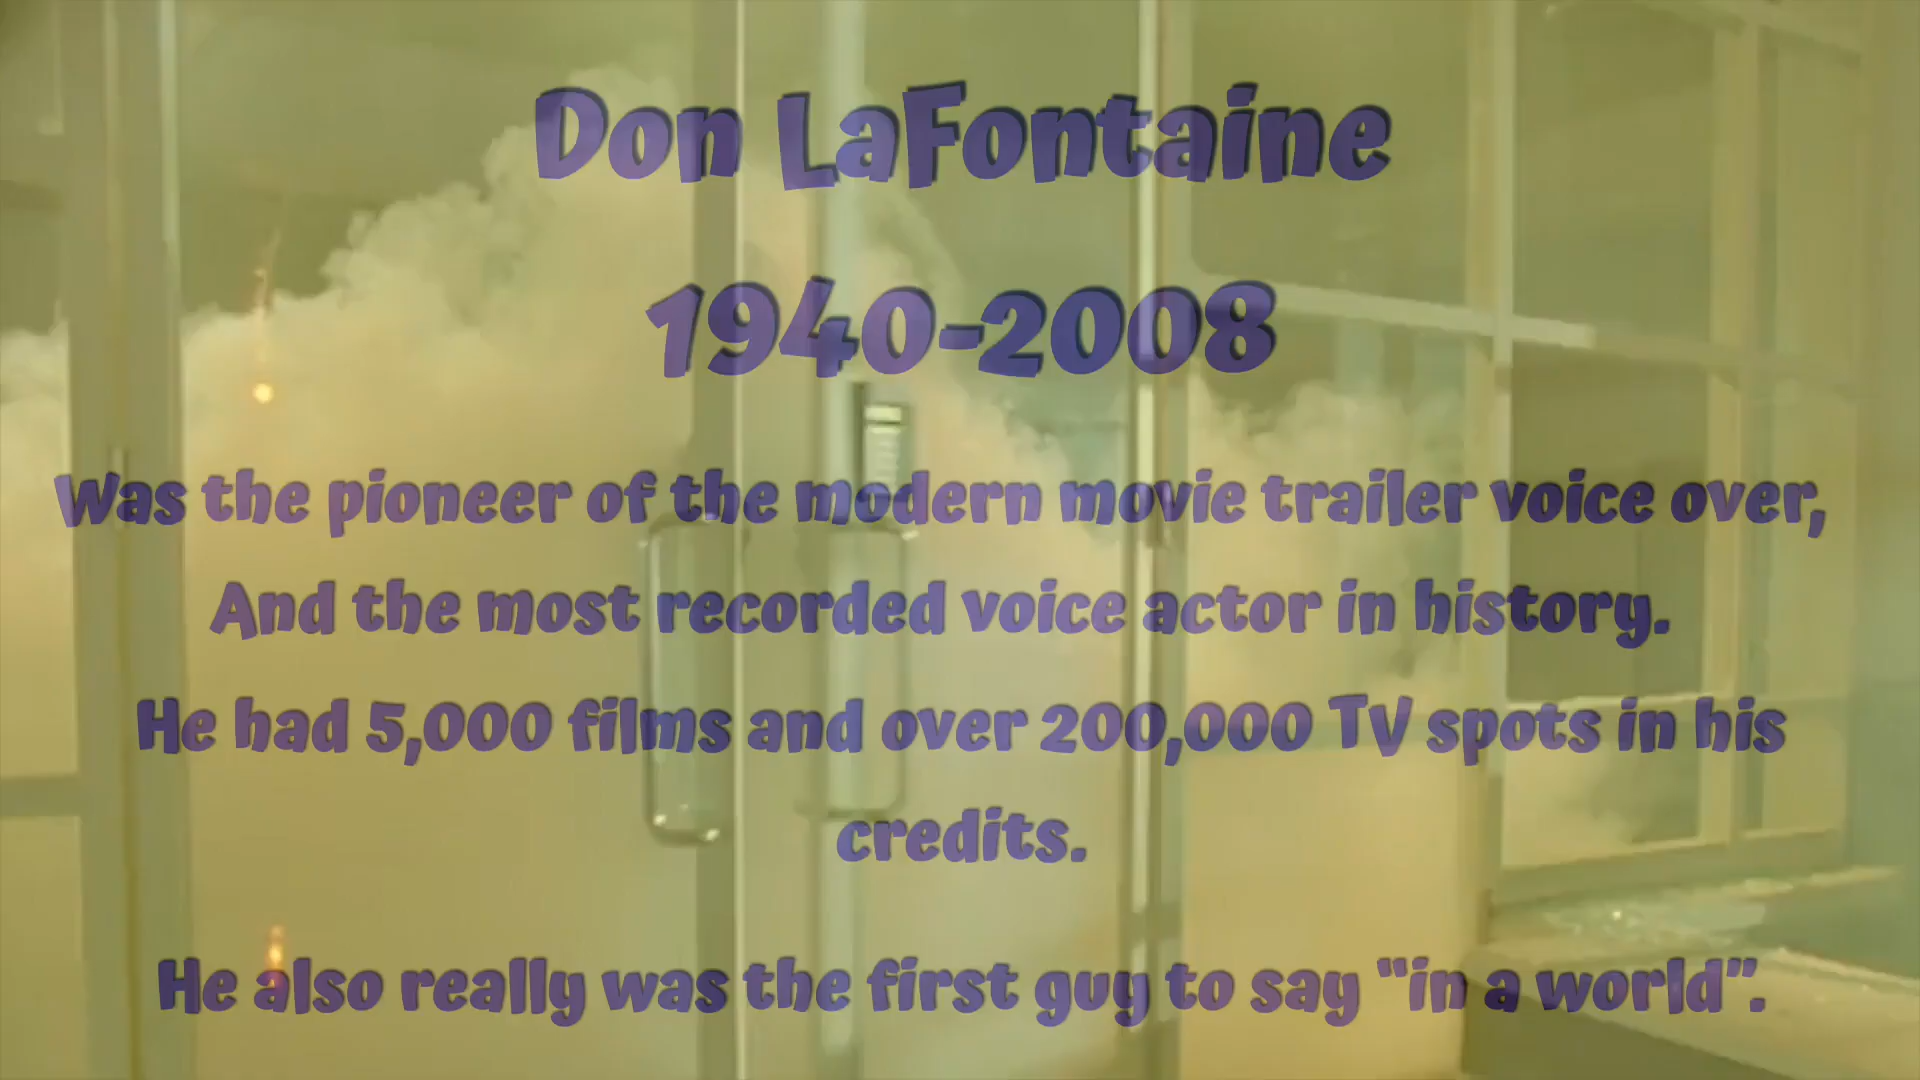 Don LaFontaine
1940-2008
Was the pioneer of the modern movie trailer voice over,
And the most recorded voice actor in history.
He had 5,000 films and over 200,000 TV spots in his
credits.
He also really was the first guy to say "in a world".